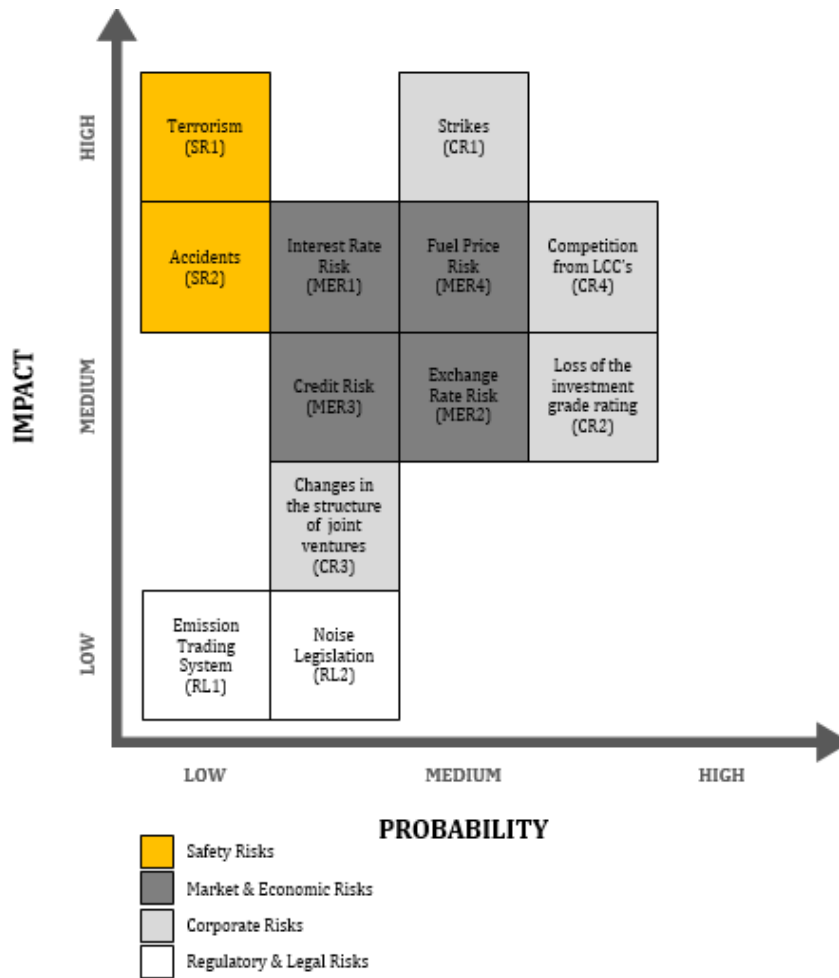 HIGH
Terrorism
(SR1)
Strikes
(CR1)
Accidents
(SR2)
Interest Rate
Risk
(MER1)
Fuel Price
Risk
(MER4)
Competition
from LCC's
(CR4)
IMPACT
MEDIUM
Credit Risk
(MER3)
Exchange
Rate Risk
(MER2)
Loss of the
investment
grade rating
(CR2)
Changes in
the structure
of joint
ventures
(CR3)
LOW
Emission
Trading
System
(RL1)
Noise
Legislation
(RL2)
LOW
MEDIUM
HIGH
PROBABILITY
Safety Risks
Market & Economic Risks
Corporate Risks
Regulatory & Legal Risks